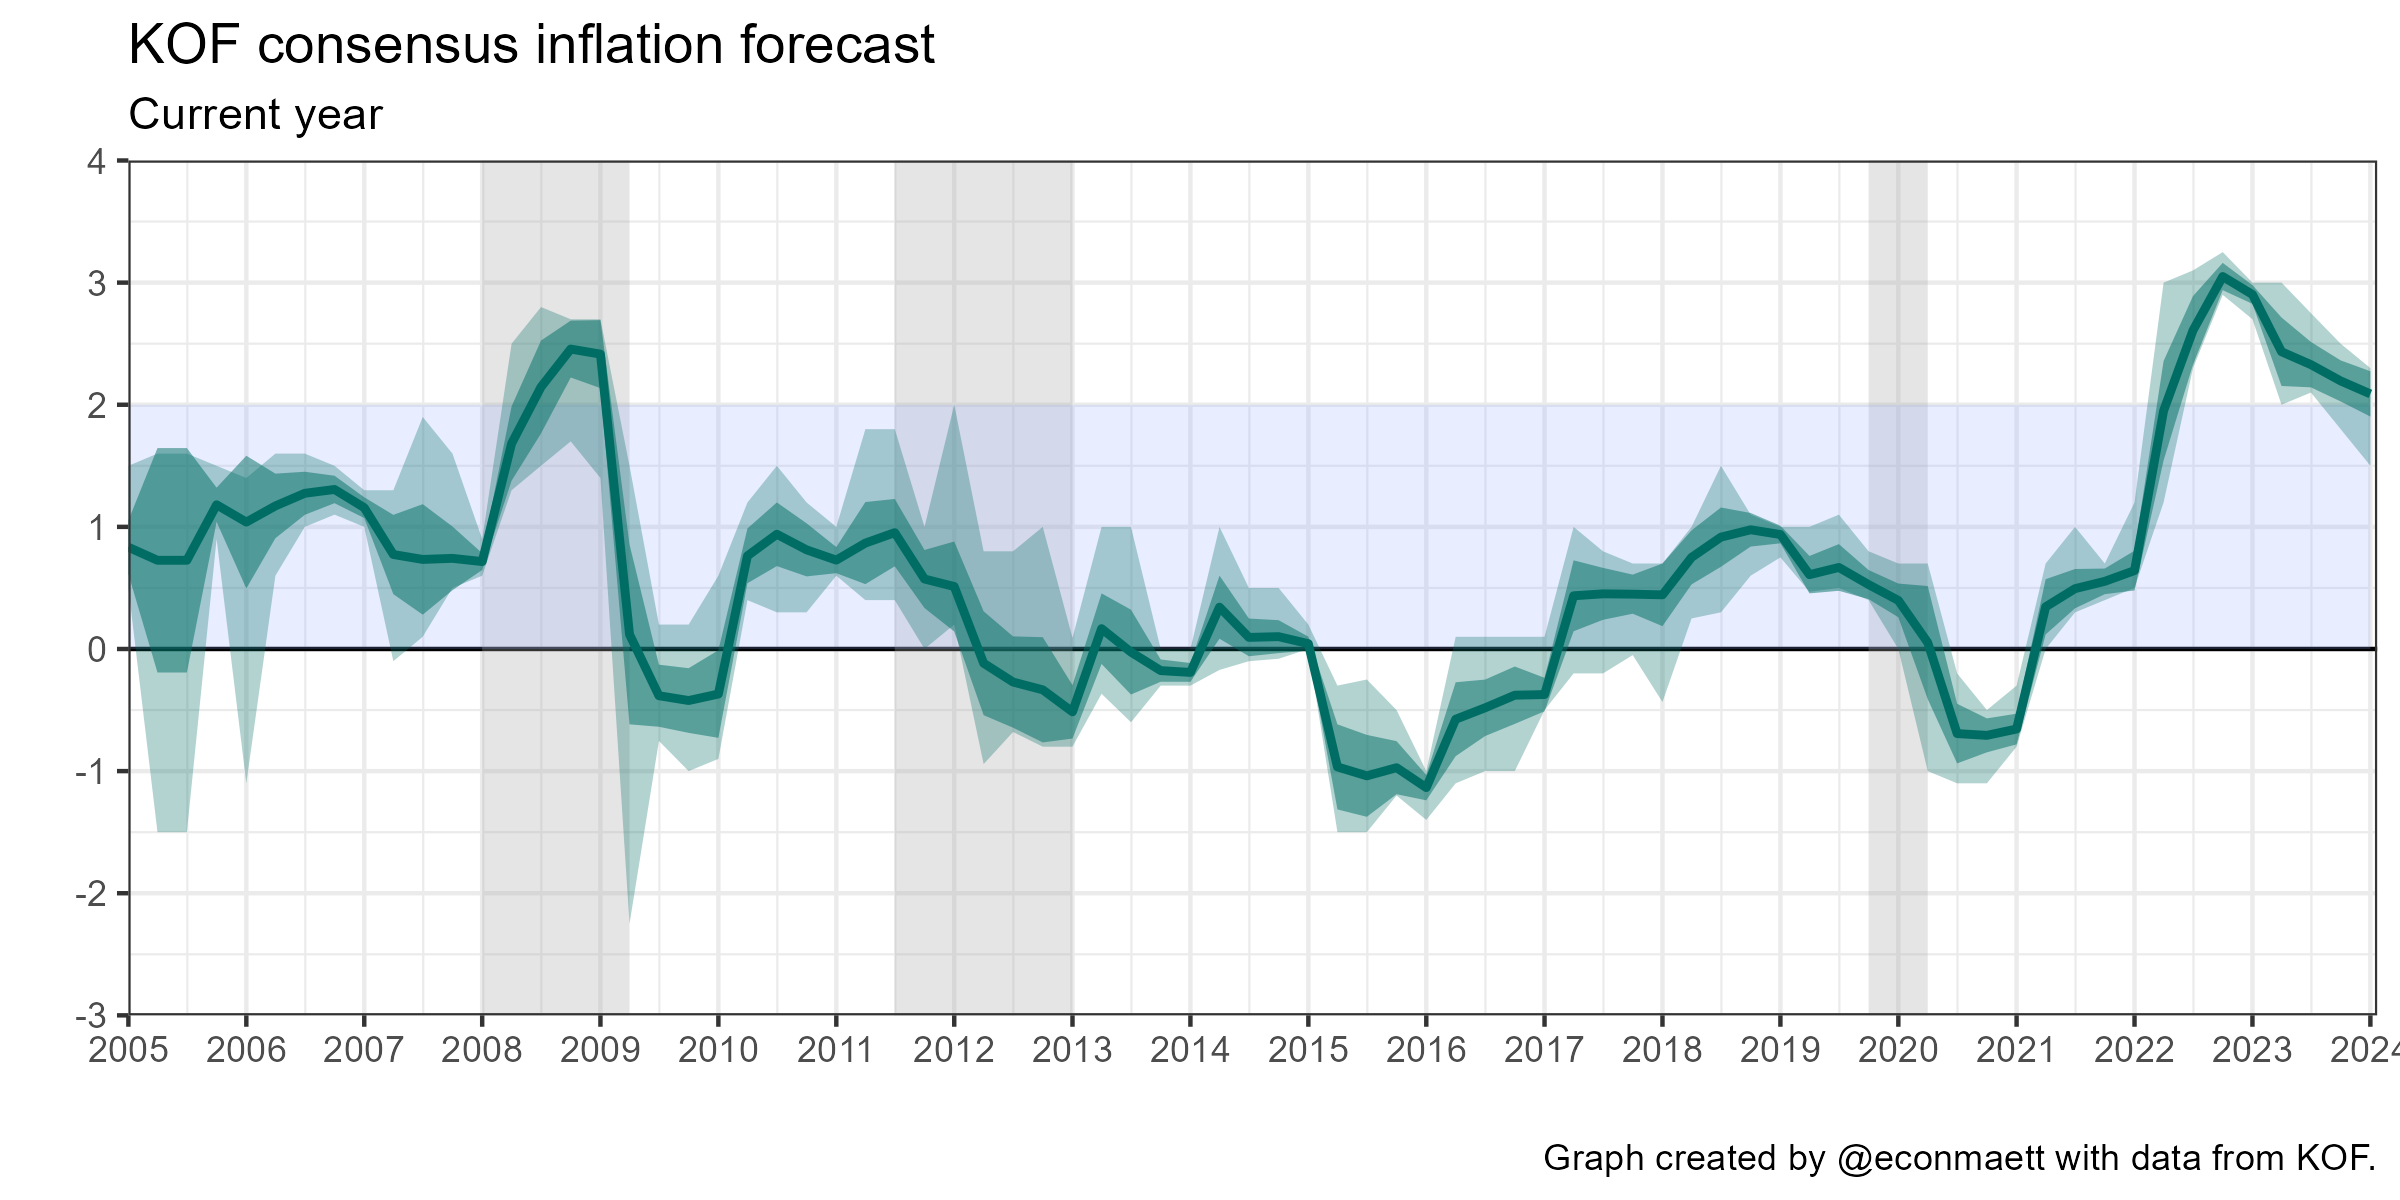 KOF consensus inflation forecast
Current year
4
3
2
1
0
-1
-2
-3
2005 2006 2007 2008 2009 2010 2011 2012 2013 2014 2015 2016 2017 2018 2019 2020 2021 2022 2023 2024
Graph created by @econmaett with data from KOF.